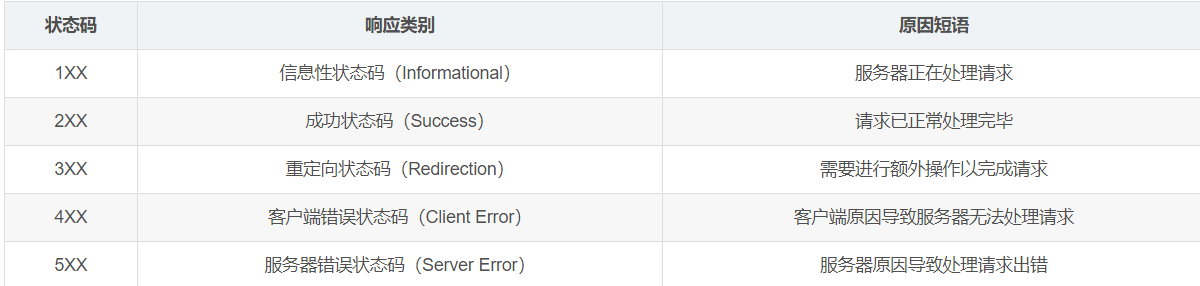 状态码 响应类别 原因短语
1XX 信息性状态码（Informational） 服务器正在处理请求
2XX 成功状态码（Success） 请求已正常处理完毕
3XX 重定向状态码（Redirection） 需要进行额外操作以完成请求
4XX 客户端错误状态码（Client Error） 客户端原因导致服务器无法处理请求
5XX 服务器错误状态码（Server Error） 服务器原因导致处理请求出错